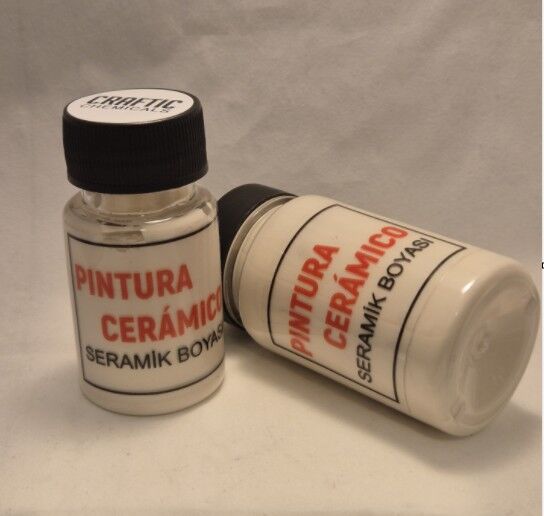 CRAFTIC
CHEMICALS
PINTURA
CERÁMICO
SERAMİK BOYASI
PINTURA
CERÁMICO
SERAMİK BOYASI